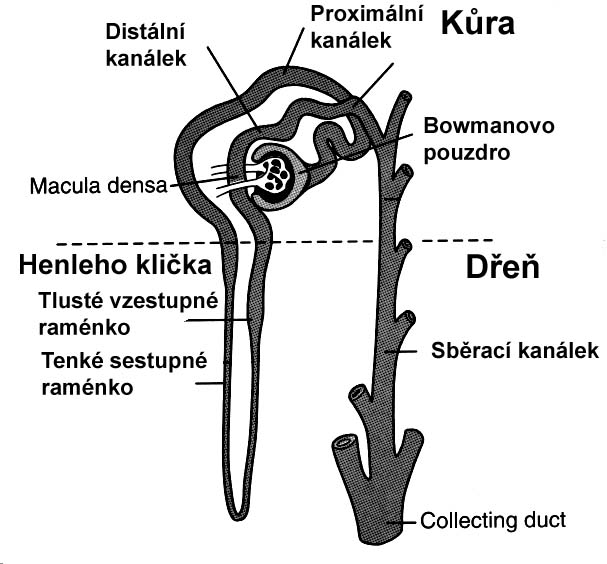 Proximální
kanálek
Kůra
Distální
kanálek
Bowmanovo
pouzdro
Macula densa
Henleho klička
Dřeň
Tlusté vzestupné
raménko
Tenké sestupné
raménko
Sběrací kanálek
Collecting duct